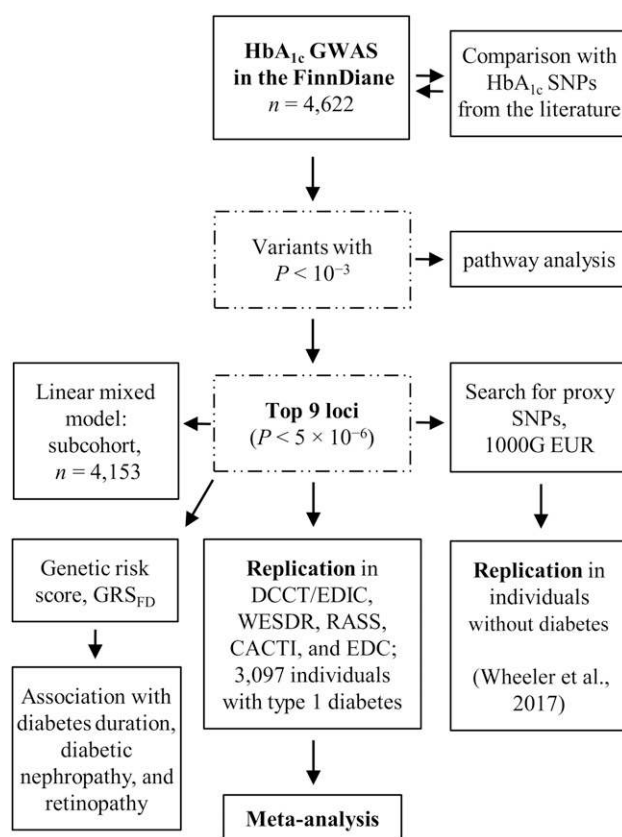 HbA1c GWAS
in the FinnDiane
n = 4,622
Comparison with
HbA1c SNPs
from the literature
Variants with
P < 10−3
pathway analysis
Linear mixed
model:
subcohort,
n = 4,153
Top 9 loci
(P < 5 × 10−6)
Search for proxy
SNPs,
1000G EUR
Genetic risk
score, GRSFD
Replication in
DCCT/EDIC,
WESDR, RASS,
CACTI, and EDC;
3,097 individuals
with type 1 diabetes
Replication in
individuals
without diabetes
(Wheeler et al.,
2017)
Association with
diabetes duration,
diabetic
nephropathy, and
retinopathy
Meta-analysis